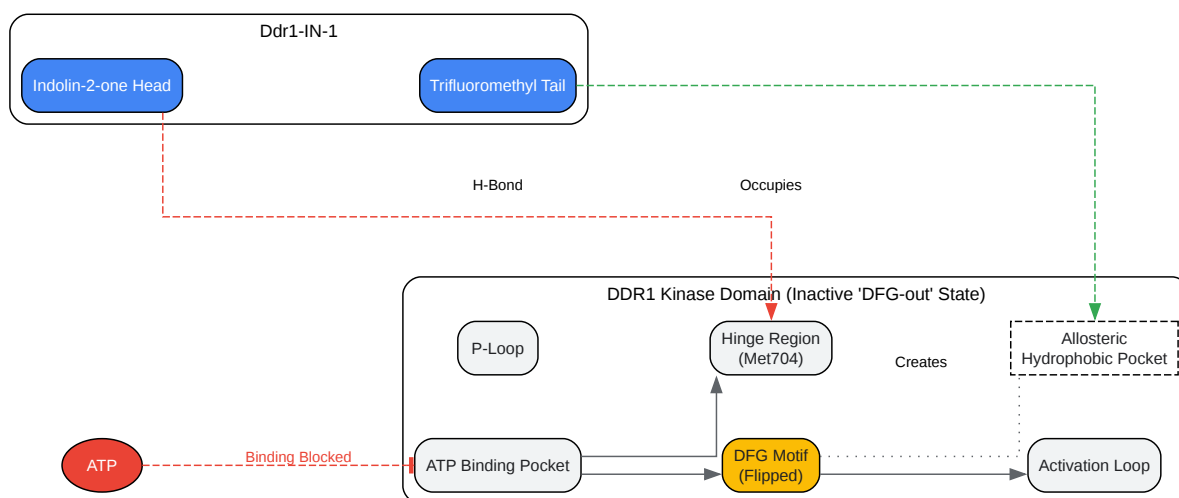 Ddr1-IN-1
Indolin-2-one Head
Trifluoromethyl Tail
H-Bond
Occupies
DDR1 Kinase Domain (Inactive 'DFG-out' State)
P-Loop
Hinge Region
(Met704)
Creates
Allosteric
Hydrophobic Pocket
ATP
Binding Blocked
ATP Binding Pocket
DFG Motif
(Flipped)
Activation Loop